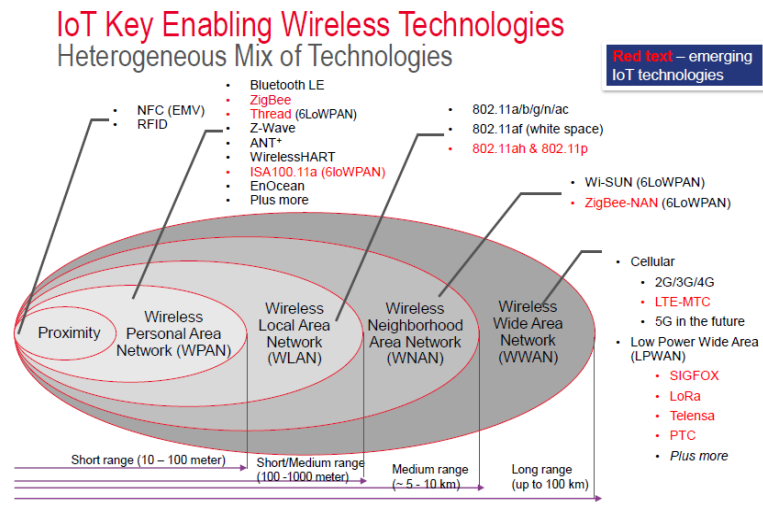 IoT Key Enabling Wireless Technologies
Heterogeneous Mix of Technologies
Red text – emerging
IoT technologies
• NFC (EMV)
• RFID
• Bluetooth LE
• ZigBee
• Thread (6LoWPAN)
• Z-Wave
• ANT+
• WirelessHART
• ISA100.11a (6loWPAN)
• EnOcean
• Plus more
• 802.11a/b/g/n/ac
• 802.11af (white space)
• 802.11ah & 802.11p
• Wi-SUN (6LoWPAN)
• ZigBee-NAN (6LoWPAN)
• Cellular
• 2G/3G/4G
• LTE-MTC
• 5G in the future
• Low Power Wide Area
(LPWAN)
• SIGFOX
• LoRa
• Telensa
• PTC
• Plus more
Proximity
Wireless
Personal Area
Network (WPAN)
Wireless
Local Area
Network
(WLAN)
Wireless
Neighborhood
Area Network
(WNAN)
Wireless
Wide Area
Network
(WWAN)
Short range (10 – 100 meter)
Short/Medium range
(100 -1000 meter)
Medium range
(~ 5 - 10 km)
Long range
(up to 100 km)